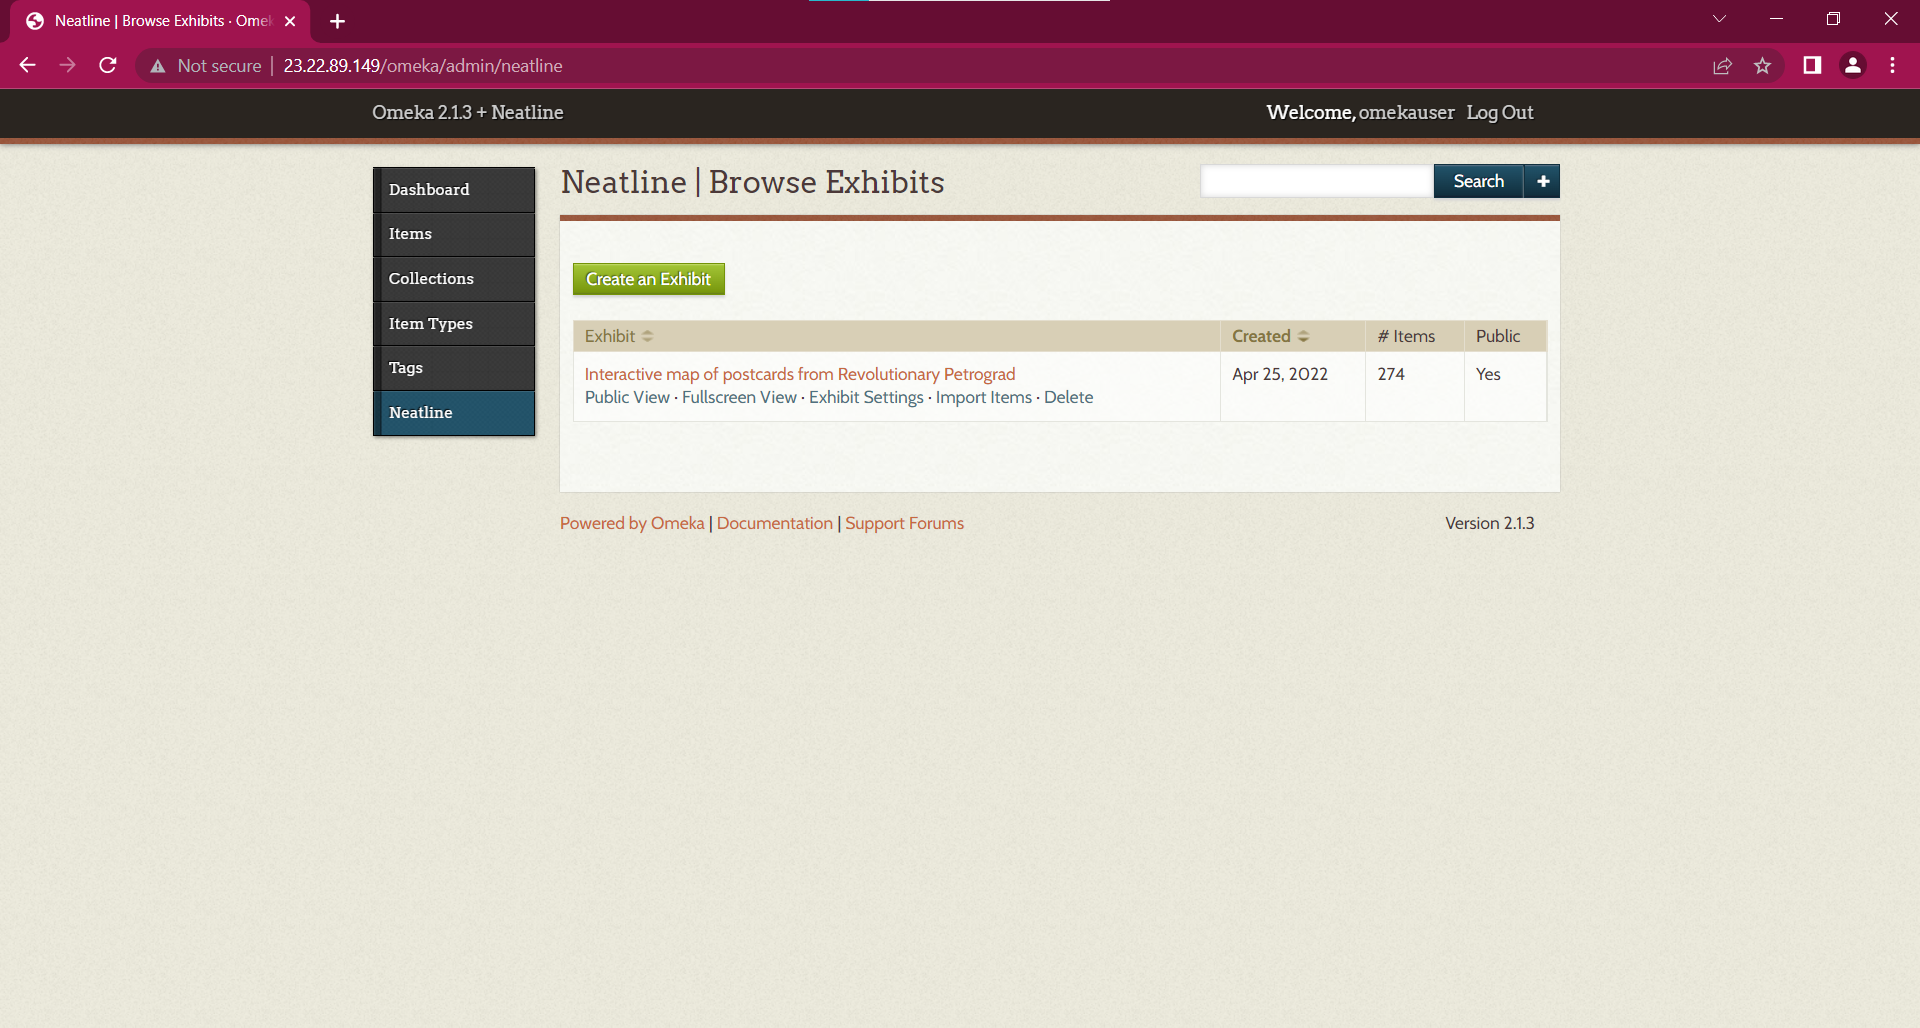 Neatline | Browse Exhibits · Omek
Not secure | 23.22.89.149/omeka/admin/neatline
Omeka 2.1.3 + Neatline
Welcome, omekauser Log Out
Dashboard
Items
Collections
Item Types
Tags
Neatline
Neatline | Browse Exhibits
Search +
Create an Exhibit
Exhibit Created # Items Public
Interactive map of postcards from Revolutionary Petrograd Apr 25, 2022 274 Yes
Public View · Fullscreen View · Exhibit Settings · Import Items · Delete
Powered by Omeka | Documentation | Support Forums
Version 2.1.3